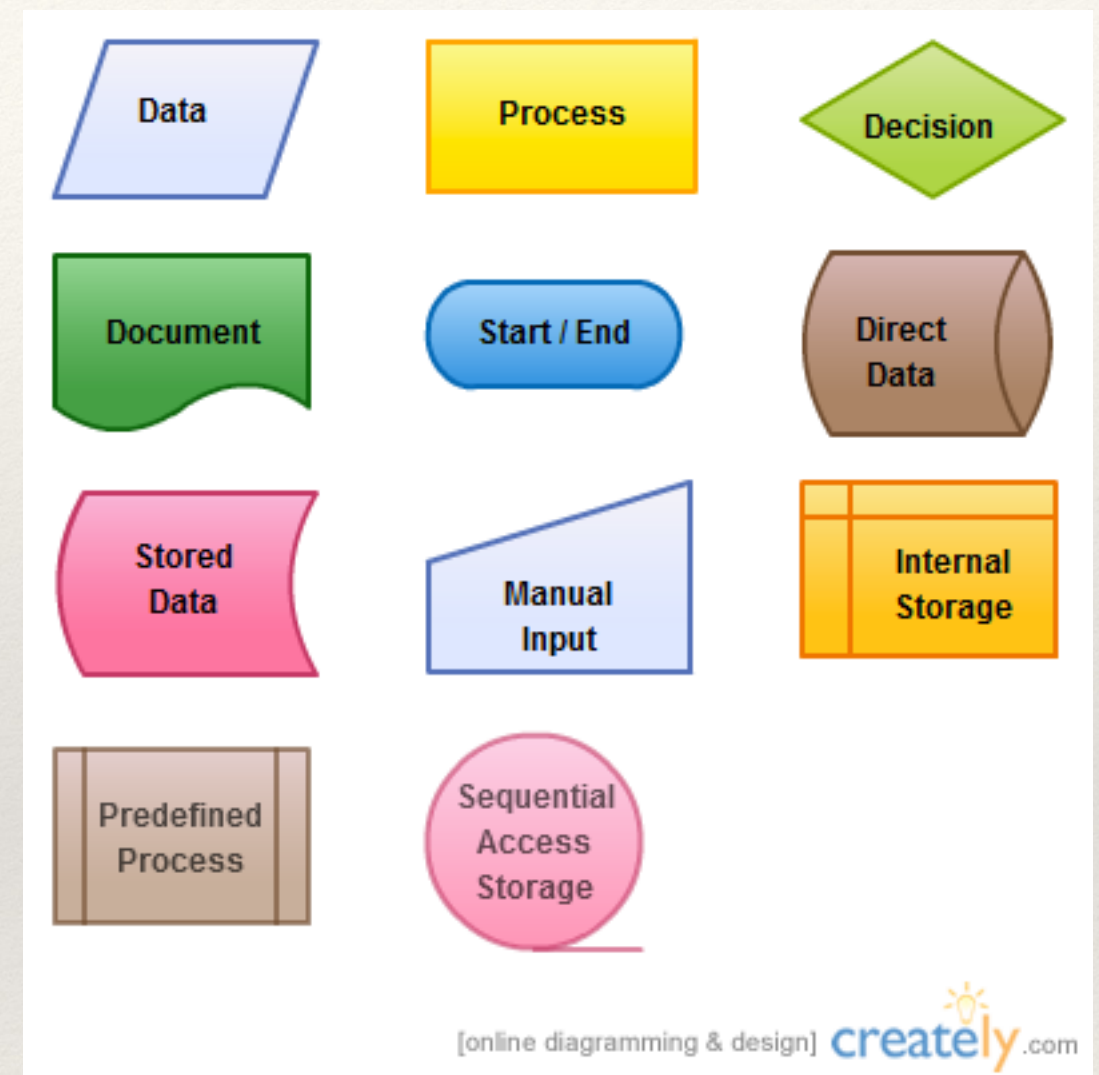 Data
Process
Decision
Document
Start / End
Direct
Data
Stored
Data
Manual
Input
Internal
Storage
Predefined
Process
Sequential
Access
Storage
[online diagramming & design] creately.com